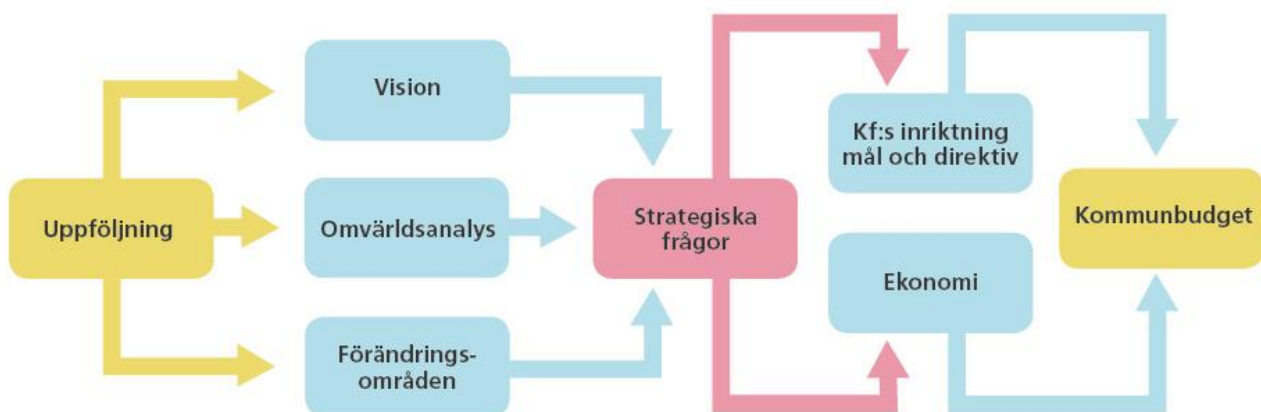 Uppföljning
Vision
Omvärldsanalys
Förändrings-
områden
Strategiska
frågor
Kf:s inriktning
mål och direktiv
Ekonomi
Kommunbudget